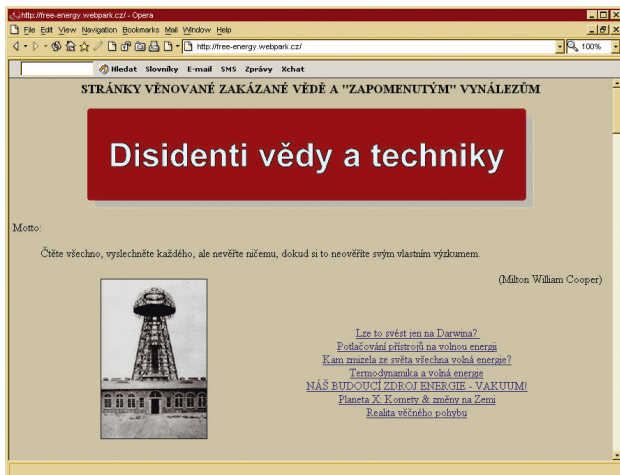 http://free-energy.webpark.cz/ - Opera
File Edit View Navigation Bookmarks Mail Window Help
http://free-energy.webpark.cz/
100%
Hledat Slovníky E-mail SMS Zprávy Xchat
STRÁNKY VĚNOVANÉ ZAKÁZANÉ VĚDĚ A "ZAPOMENUTÝM" VYNÁLEZŮM
Disidenti vědy a techniky
Motto:
Čtěte všechno, vyslechněte každého, ale nevěřte ničemu, dokud si to neověříte svým vlastním výzkumem.
(Milton William Cooper)
Lze to svést jen na Darwina?
Potlačování přístrojů na volnou energii
Kam zmizela ze světa všechna volná energie?
Termodynamika a volná energie
NÁŠ BUDOUCÍ ZDROJ ENERGIE - VAKUUM!
Planeta X: Komety & změny na Zemi
Realita věčného pohybu